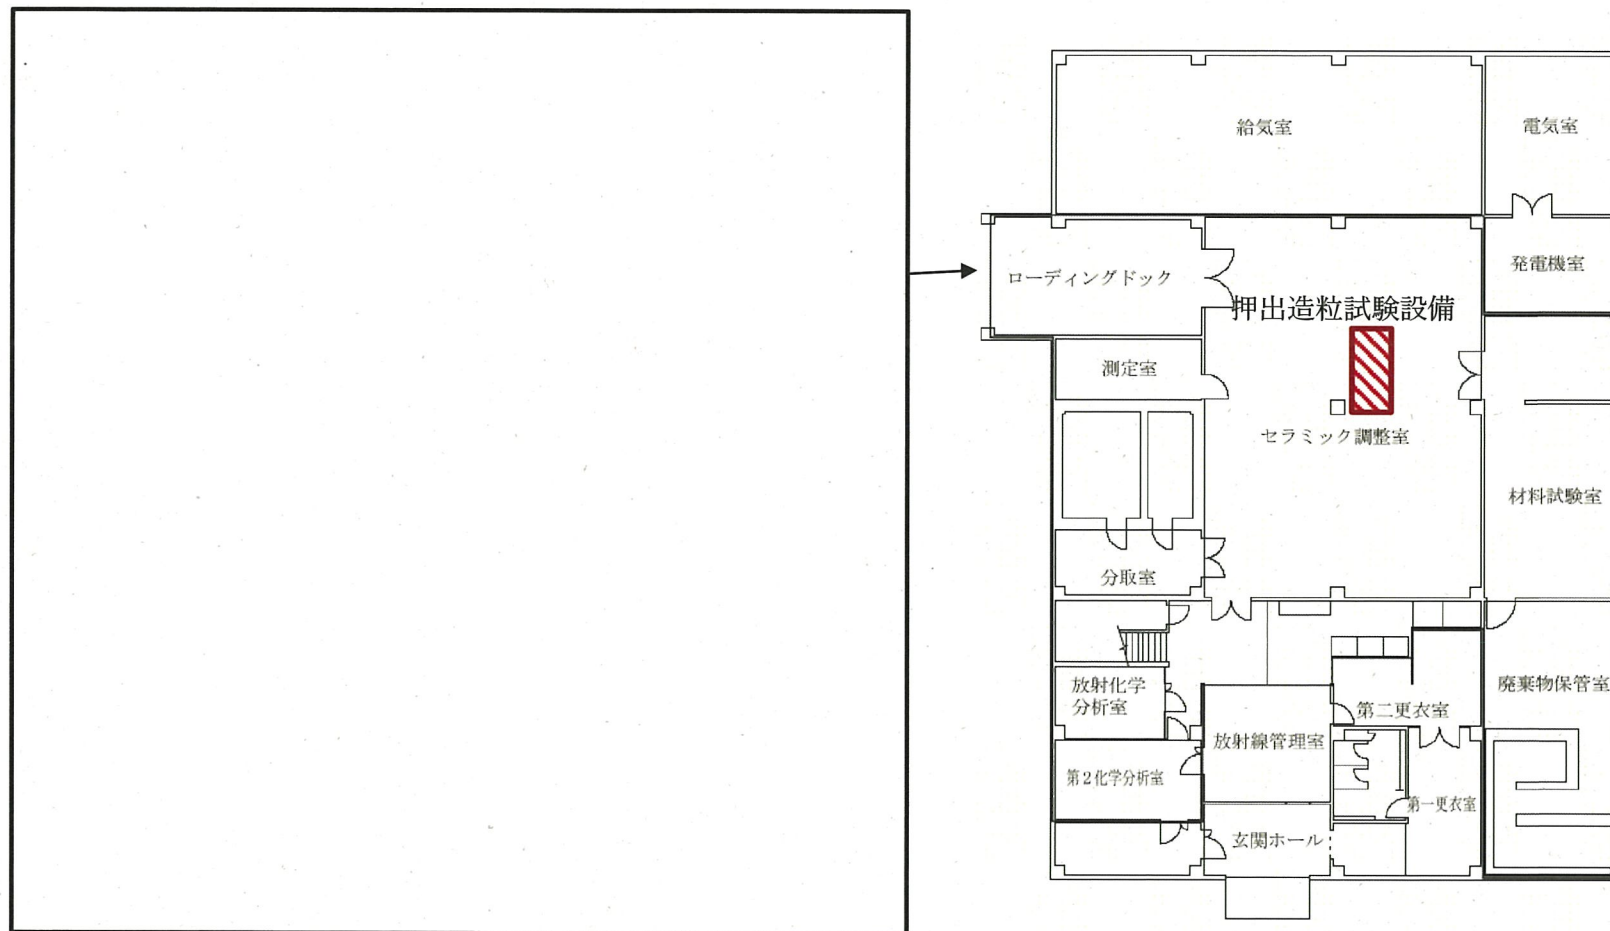 給気室
電気室
ローディングドック
発電機室
押出造粒試験設備
測定室
セラミック調整室
材料試験室
分取室
放射化学
分析室
廃棄物保管室
第二更衣室
放射線管理室
第2化学分析室
第一更衣室
玄関ホール